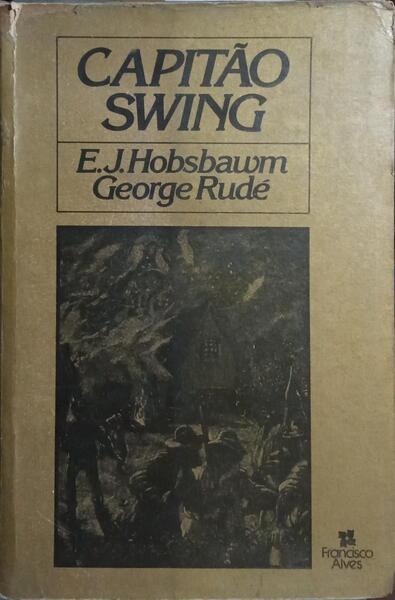 CAPITÃO
SWING
E.J.Hobsbawm
George Rudé
Francisco
Alves